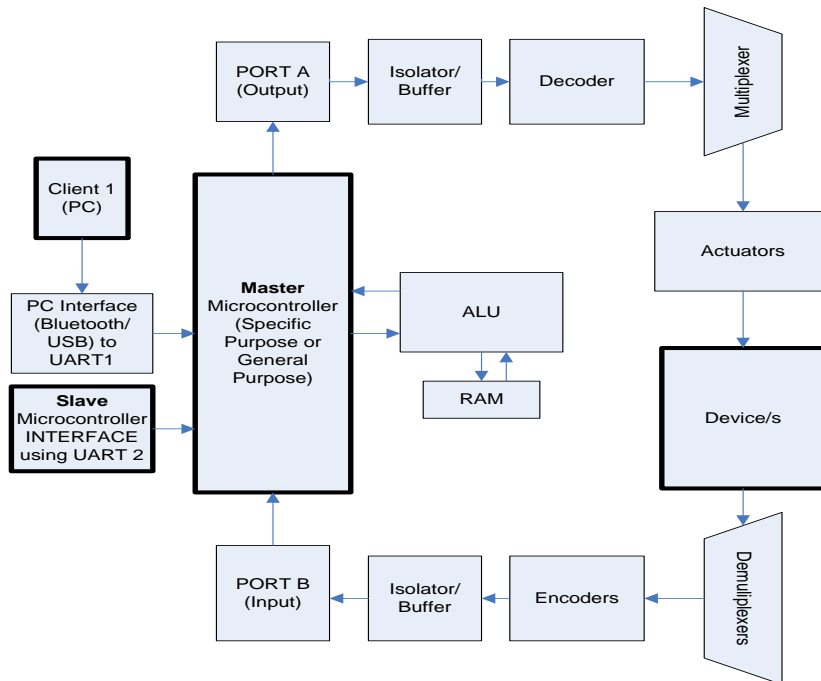 PORT A
(Output)
Isolator/
Buffer
Decoder
Multiplexer
Client 1
(PC)
Actuators
Master
Microcontroller
(Specific
Purpose or
General
Purpose)
ALU
PC Interface
(Bluetooth/
USB) to
UART1
RAM
Slave
Microcontroller
INTERFACE
using UART 2
Device/s
PORT B
(Input)
Isolator/
Buffer
Encoders
Demuliplexers